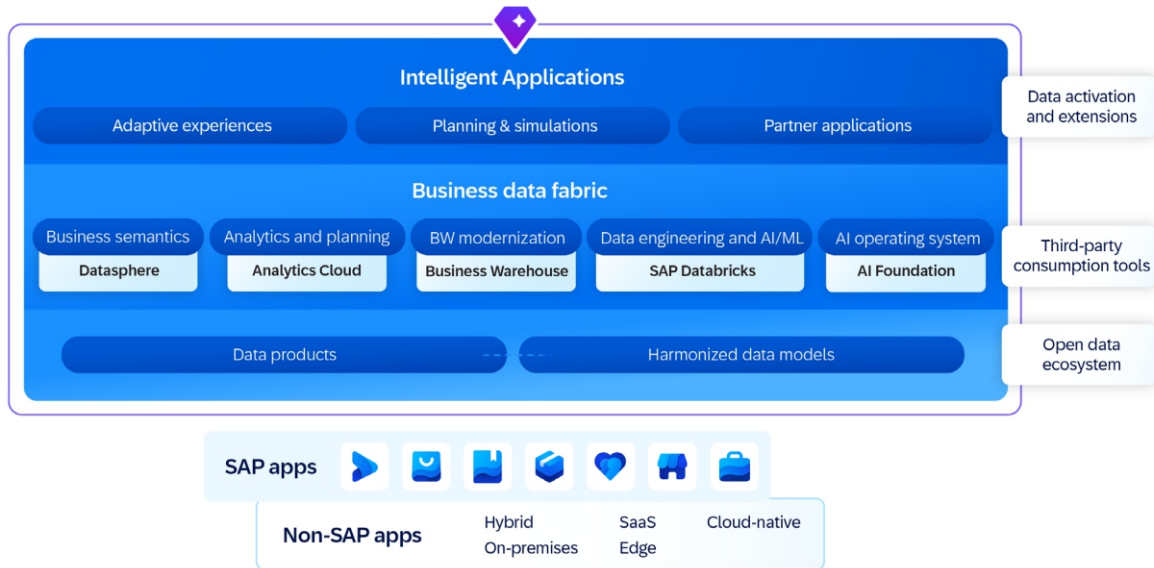 Intelligent Applications
Adaptive experiences
Planning & simulations
Partner applications
Data activation
and extensions
Business data fabric
Business semantics
Datasphere
Analytics and planning
Analytics Cloud
BW modernization
Business Warehouse
Data engineering and AI/ML
SAP Databricks
AI operating system
AI Foundation
Third-party
consumption tools
Data products
Harmonized data models
Open data
ecosystem
SAP apps
Non-SAP apps
Hybrid
SaaS
Cloud-native
On-premises
Edge